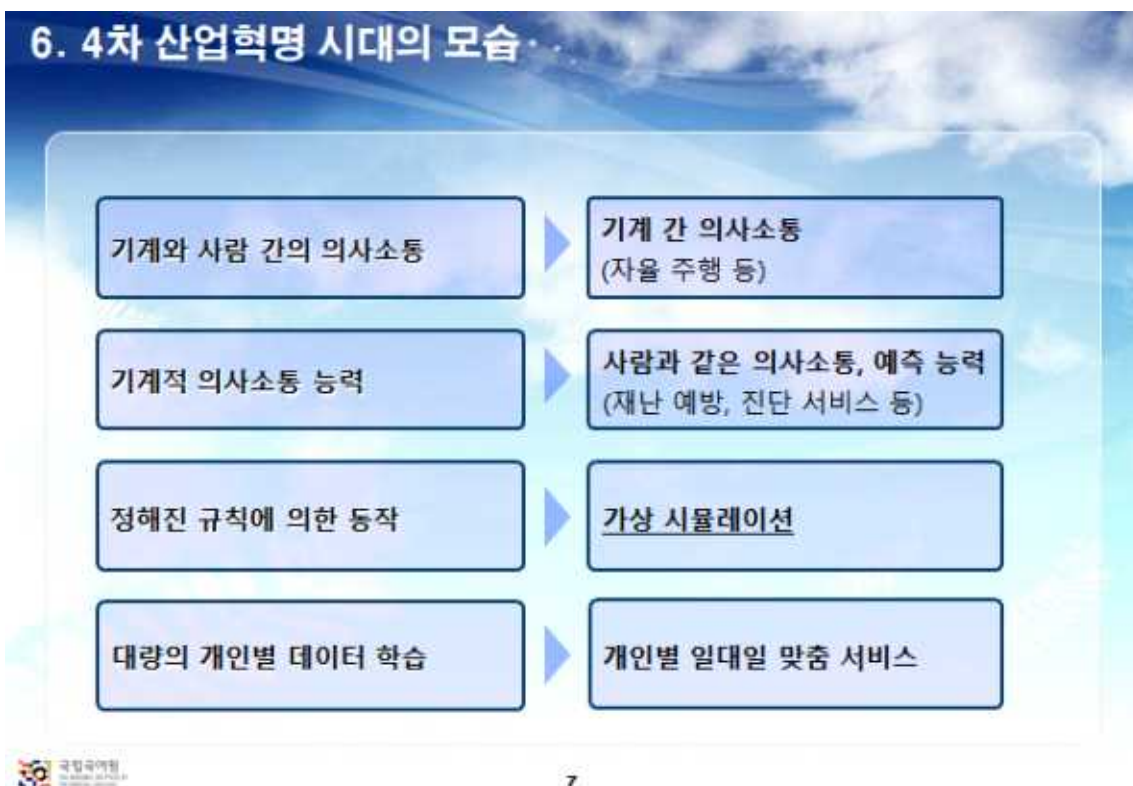 6. 4차 산업혁명 시대의 모습
기계와 사람 간의 의사소통
기계 간 의사소통
(자율 주행 등)
기계적 의사소통 능력
사람과 같은 의사소통, 예측 능력
(재난 예방, 진단 서비스 등)
정해진 규칙에 의한 동작
가상 시뮬레이션
대량의 개인별 데이터 학습
개인별 일대일 맞춤 서비스
국립국어원
7